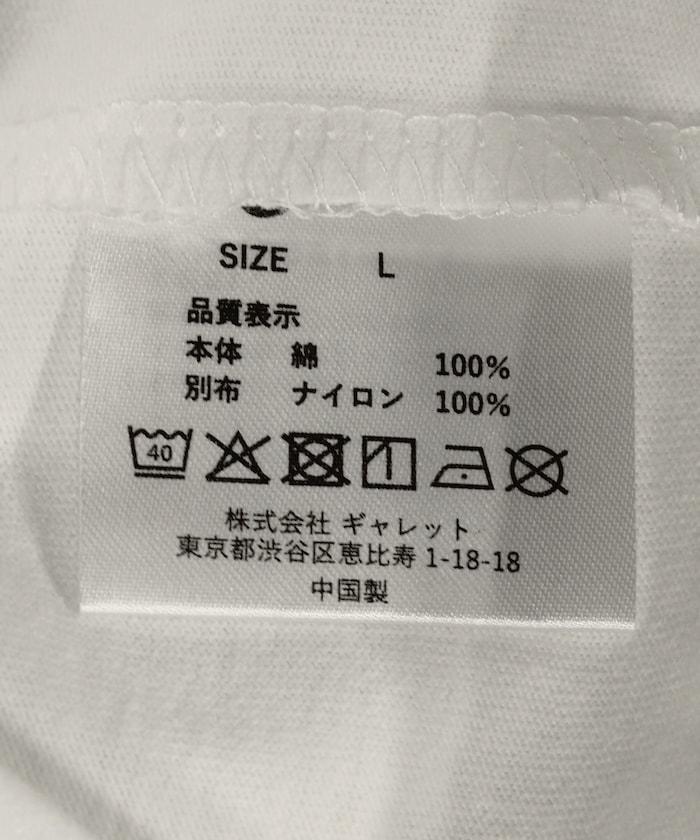 SIZE L
品質表示
本体 綿 100%
別布 ナイロン 100%
40
株式会社 ギャレット
東京都渋谷区恵比寿 1-18-18
中国製